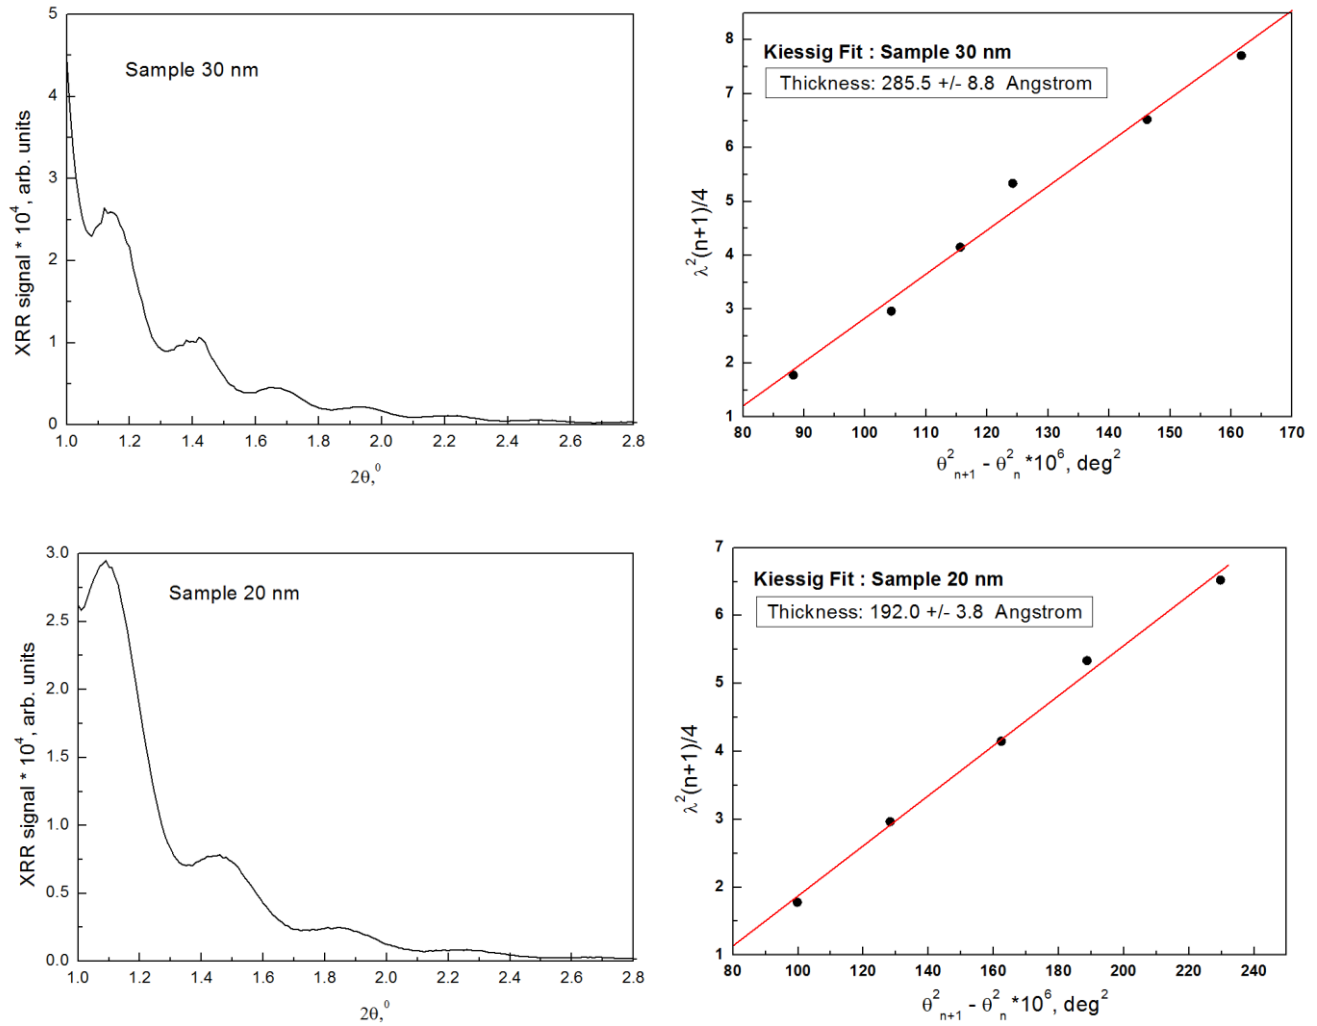 5
4
3
2
1
0
XRR signal * 10⁴, arb. units
Sample 30 nm
1.0 1.2 1.4 1.6 1.8 2.0 2.2 2.4 2.6 2.8
2θ,⁰
8
7
6
5
4
3
2
1
λ²(n+1)/4
Kiessig Fit : Sample 30 nm
Thickness: 285.5 +/- 8.8 Angstrom
80 90 100 110 120 130 140 150 160 170
θ²ₙ₊₁ - θ²ₙ *10⁶, deg²
3.0
2.5
2.0
1.5
1.0
0.5
0.0
XRR signal * 10⁴, arb. units
Sample 20 nm
1.0 1.2 1.4 1.6 1.8 2.0 2.2 2.4 2.6 2.8
2θ,⁰
7
6
5
4
3
2
1
λ²(n+1)/4
Kiessig Fit : Sample 20 nm
Thickness: 192.0 +/- 3.8 Angstrom
80 100 120 140 160 180 200 220 240
θ²ₙ₊₁ - θ²ₙ *10⁶, deg²